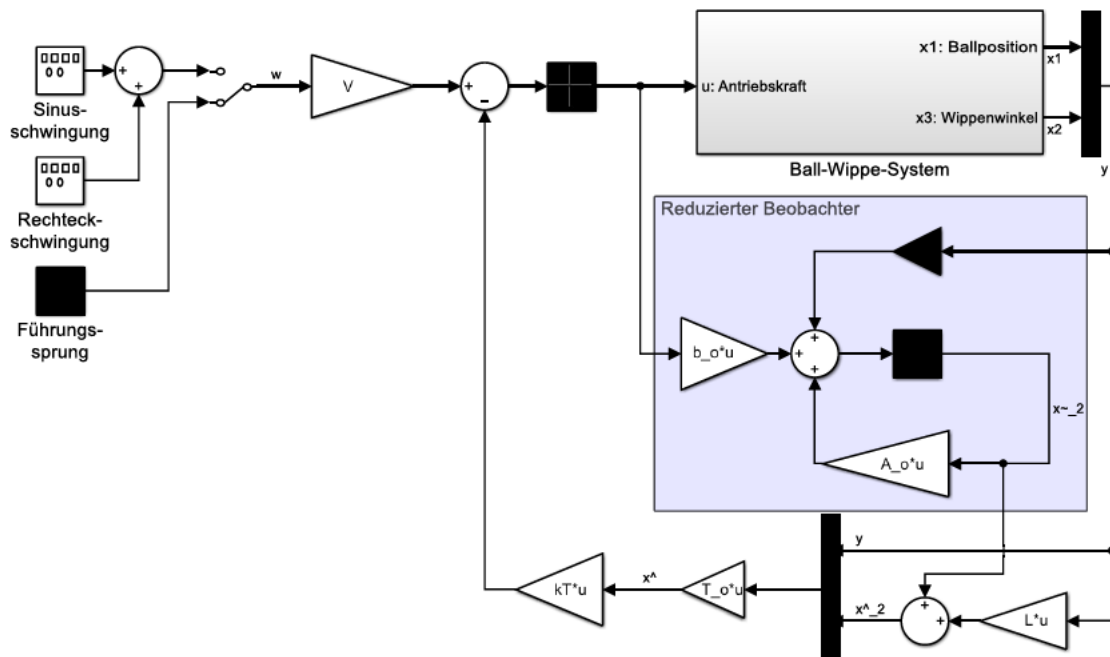 Sinus-
schwingung
Rechteck-
schwingung
Führungs-
sprung
w
V
u: Antriebskraft
x1: Ballposition
x3: Wippenwinkel
x1
x2
Ball-Wippe-System
y
Reduzierter Beobachter
b_o*u
x~_2
A_o*u
y
kT*u
x^
T_o*u
x^_2
L*u